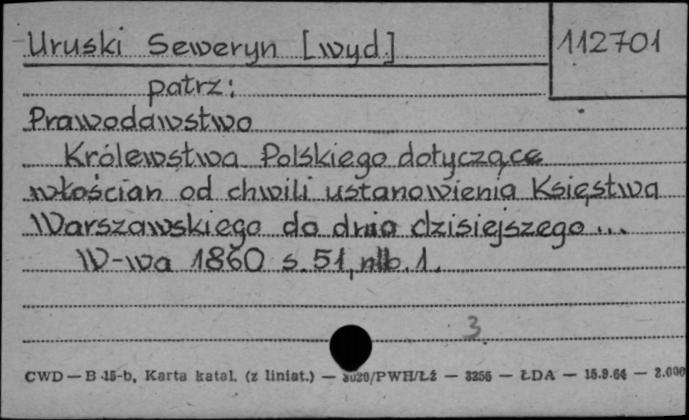 Uruski Seweryn [wyd.] 112701
patrz:
Prawodawstwo
Królewstwa Polskiego dotyczące
włościan od chwili ustanowienia Księstwa
Warszawskiego do dnia dzisiejszego...
W-wa 1860 s. 51, nlb. 1.
3
CWD — B 15-b, Karta katal. (z liniat.) — 3020/PWH/Łź — 3256 — ŁDA — 15.9.64 — 2.000